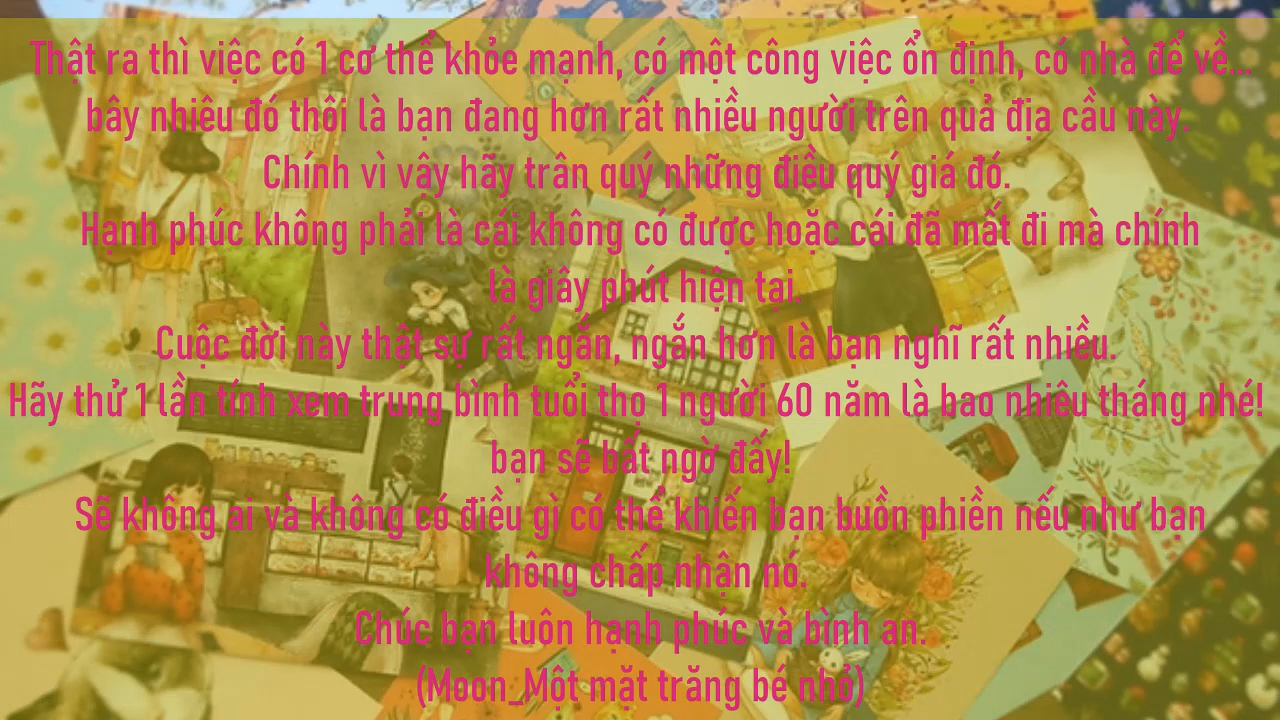 Thật ra thì việc có 1 cơ thể khỏe mạnh, có một công việc ổn định, có nhà để về...
bây nhiêu đó thôi là bạn đang hơn rất nhiều người trên quả địa cầu này.
Chính vì vậy hãy trân quý những điều quý giá đó.
Hạnh phúc không phải là cái không có được hoặc cái đã mất đi mà chính
là giây phút hiện tại.
Cuộc đời này thật sự rất ngắn, ngắn hơn là bạn nghĩ rất nhiều.
Hãy thử 1 lần tính xem trung bình tuổi thọ 1 người 60 năm là bao nhiêu tháng nhé!
bạn sẽ bất ngờ đấy!
Sẽ không ai và không có điều gì có thể khiến bạn buồn phiền nếu như bạn
không chấp nhận nó.
Chúc bạn luôn hạnh phúc và bình an.
(Moon_Một mặt trăng bé nhỏ)